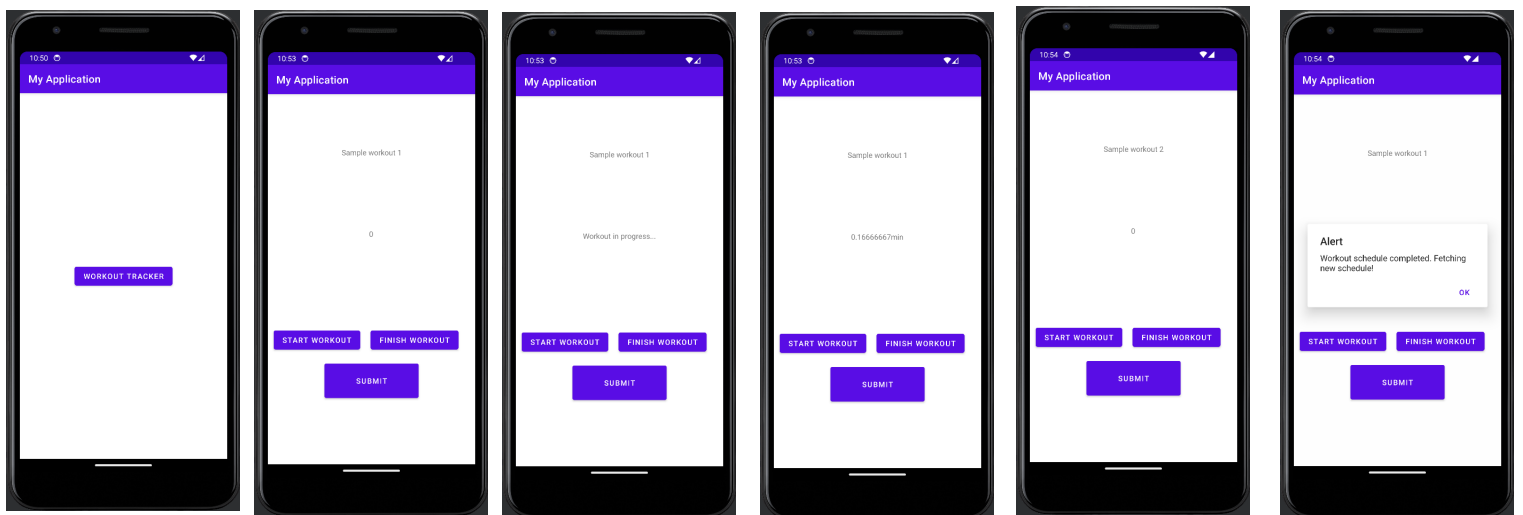 10:50
My Application
WORKOUT TRACKER
10:53
My Application
Sample workout 1
0
START WORKOUT
FINISH WORKOUT
SUBMIT
10:53
My Application
Sample workout 1
Workout in progress...
START WORKOUT
FINISH WORKOUT
SUBMIT
10:53
My Application
Sample workout 1
0.16666667min
START WORKOUT
FINISH WORKOUT
SUBMIT
10:54
My Application
Sample workout 2
0
START WORKOUT
FINISH WORKOUT
SUBMIT
10:54
My Application
Sample workout 1
Alert
Workout schedule completed. Fetching
new schedule!
OK
START WORKOUT
FINISH WORKOUT
SUBMIT